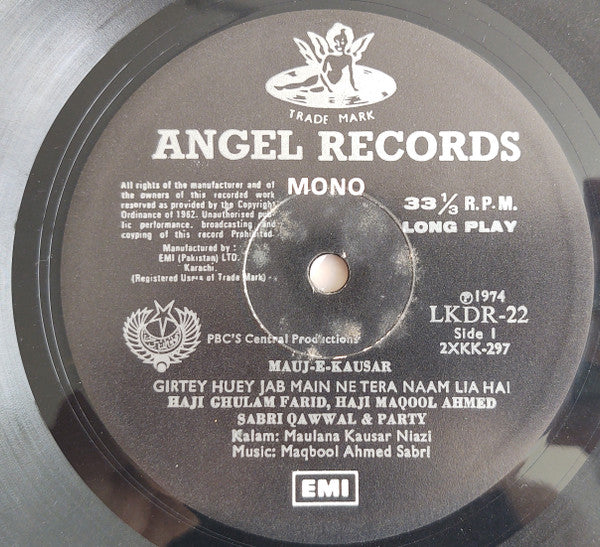 TRADE MARK
ANGEL RECORDS
All rights of the manufacturer and of
the owners of this recorded work
reserved as provided by the Copyright
Ordinance of 1962. Unauthorised pub-
lic performance, broadcasting and
coyping of this record Prohibited.
Manufactured by :
EMI (Pakistan) LTD.
Karachi.
(Registered Users of Trade Mark)
MONO
33 1/3 R.P.M.
LONG PLAY
Ⓟ1974
LKDR-22
Side 1
2XKK-297
PBC'S Central Productions
MAUJ-E-KAUSAR
GIRTEY HUEY JAB MAIN NE TERA NAAM LIA HAI
HAJI GHULAM FARID, HAJI MAQOOL AHMED
SABRI QAWWAL & PARTY
Kalam: Maulana Kausar Niazi
Music: Maqbool Ahmed Sabri
EMI